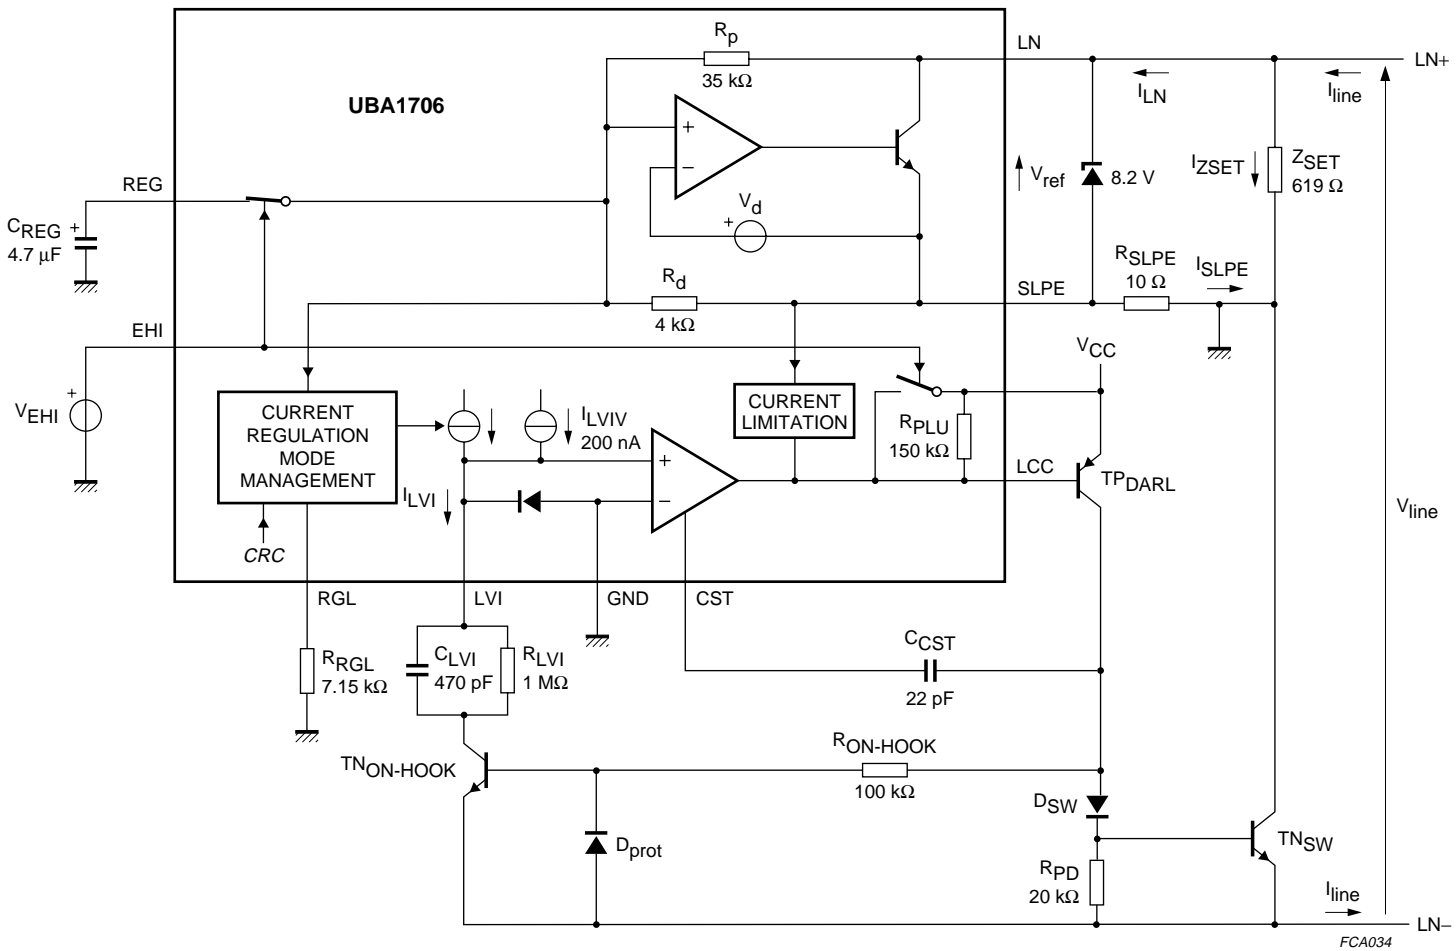 UBA1706
Rp
35 kΩ
LN
LN+
ILN
Iline
REG
CREG
4.7 μF
+
+
−
Vd
+
Vref
8.2 V
IZSET
ZSET
619 Ω
Rd
4 kΩ
SLPE
RSLPE
10 Ω
ISLPE
EHI
VEHI
+
VCC
CURRENT
REGULATION
MODE
MANAGEMENT
ILVIV
200 nA
CURRENT
LIMITATION
RPLU
150 kΩ
+
−
LCC
TPDARL
ILVI
CRC
Vline
RGL
LVI
GND
CST
RRGL
7.15 kΩ
CLVI
470 pF
RLVI
1 MΩ
CCST
22 pF
TNON-HOOK
RON-HOOK
100 kΩ
DSW
Dprot
TNSW
RPD
20 kΩ
Iline
LN−
FCA034